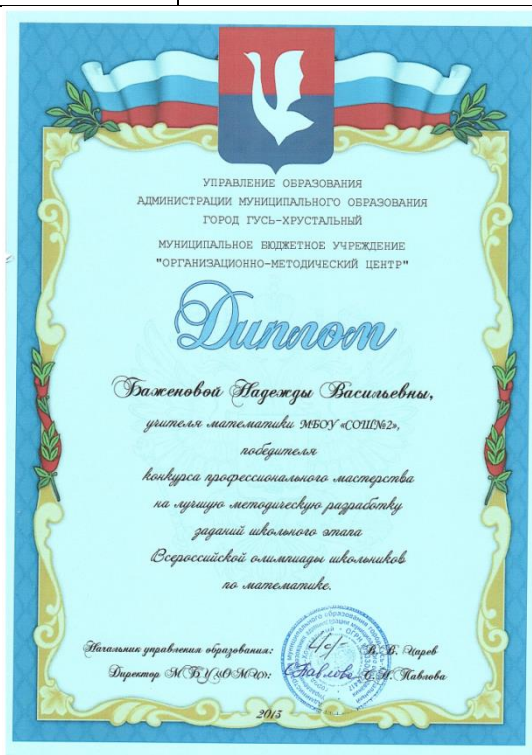 УПРАВЛЕНИЕ ОБРАЗОВАНИЯ
АДМИНИСТРАЦИИ МУНИЦИПАЛЬНОГО ОБРАЗОВАНИЯ
ГОРОД ГУСЬ-ХРУСТАЛЬНЫЙ
МУНИЦИПАЛЬНОЕ БЮДЖЕТНОЕ УЧРЕЖДЕНИЕ
"ОРГАНИЗАЦИОННО-МЕТОДИЧЕСКИЙ ЦЕНТР"
Диплом
Баженовой Надежды Васильевны,
учителя математики МБОУ «СОШ№2»,
победителя
конкурса профессионального мастерства
на лучшую методическую разработку
заданий школьного этапа
Всероссийской олимпиады школьников
по математике.
Начальник управления образования: В. В. Царев
Директор МБУ «ОМЦ»: СПавлова С. Н. Павлова
2013